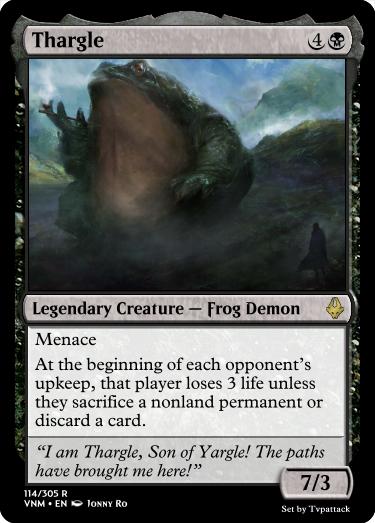 Thargle 4
Legendary Creature — Frog Demon
Menace
At the beginning of each opponent's
upkeep, that player loses 3 life unless
they sacrifice a nonland permanent or
discard a card.
“I am Thargle, Son of Yargle! The paths
have brought me here!”
7/3
114/305 R
VNM • EN Jonny Ro
Set by Tvpattack